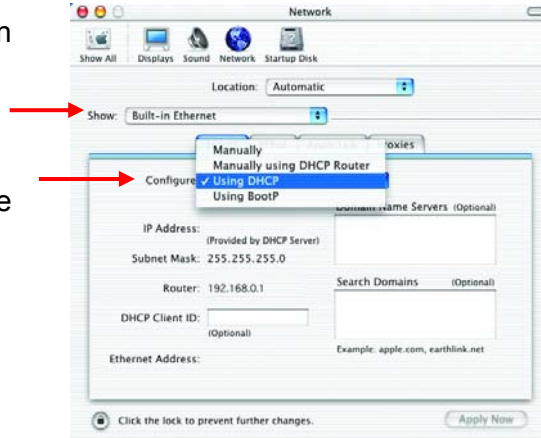 Network
Show All Displays Sound Network Startup Disk
Location: Automatic
Show: Built-in Ethernet
Manually
Manually using DHCP Router
Configure ✓ Using DHCP
Using BootP
Proxies
Domain Name Servers (Optional)
IP Address:
(Provided by DHCP Server)
Subnet Mask: 255.255.255.0
Router: 192.168.0.1
Search Domains (Optional)
DHCP Client ID:
(Optional)
Example: apple.com, earthlink.net
Ethernet Address:
Click the lock to prevent further changes.
Apply Now